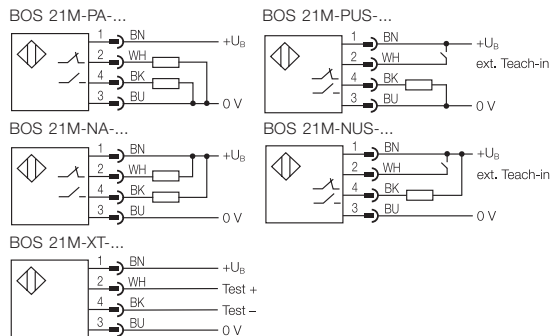 BOS 21M-PA-...
1 BN +U_B
2 WH
4 BK
3 BU 0 V
BOS 21M-PUS-...
1 BN +U_B
2 WH ext. Teach-in
4 BK
3 BU 0 V
BOS 21M-NA-...
1 BN +U_B
2 WH
4 BK
3 BU 0 V
BOS 21M-NUS-...
1 BN +U_B
2 WH ext. Teach-in
4 BK
3 BU 0 V
BOS 21M-XT-...
1 BN +U_B
2 WH Test +
4 BK Test –
3 BU 0 V